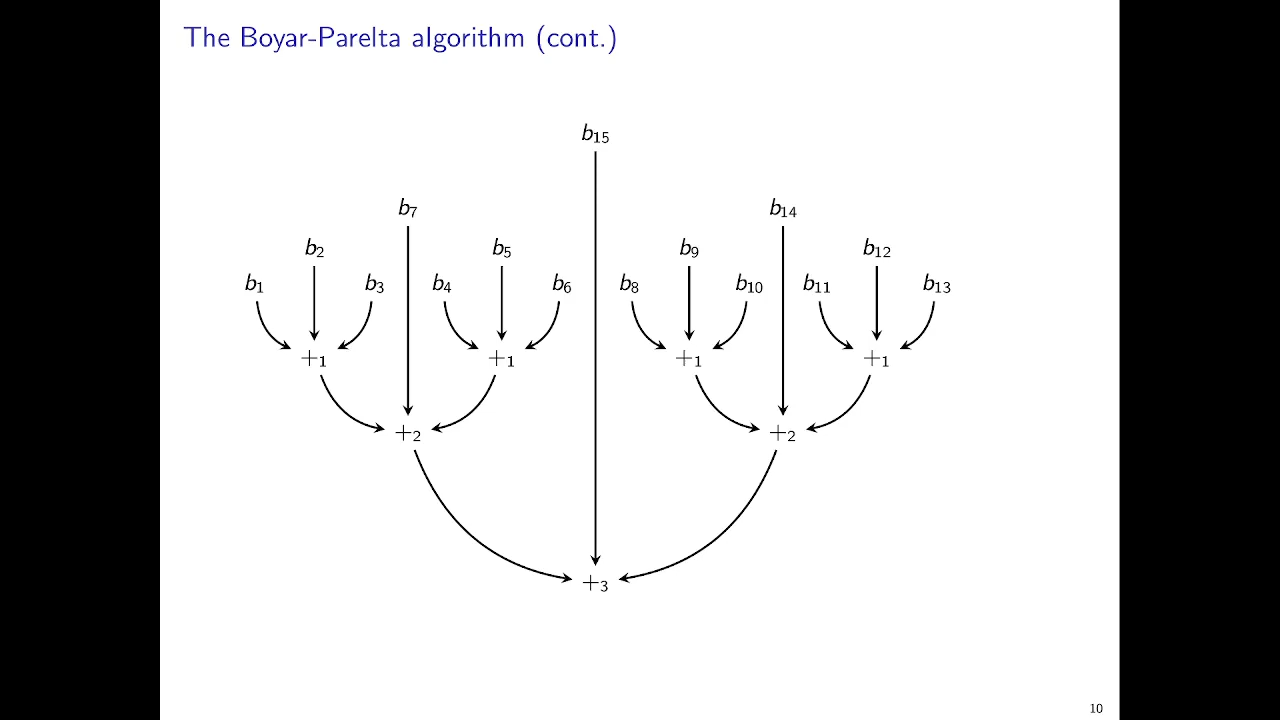 The Boyar-Parelta algorithm (cont.)
b15
b7 b14
b2 b5 b9 b12
b1 b3 b4 b6 b8 b10 b11 b13
+1 +1 +1 +1
+2 +2
+3
10